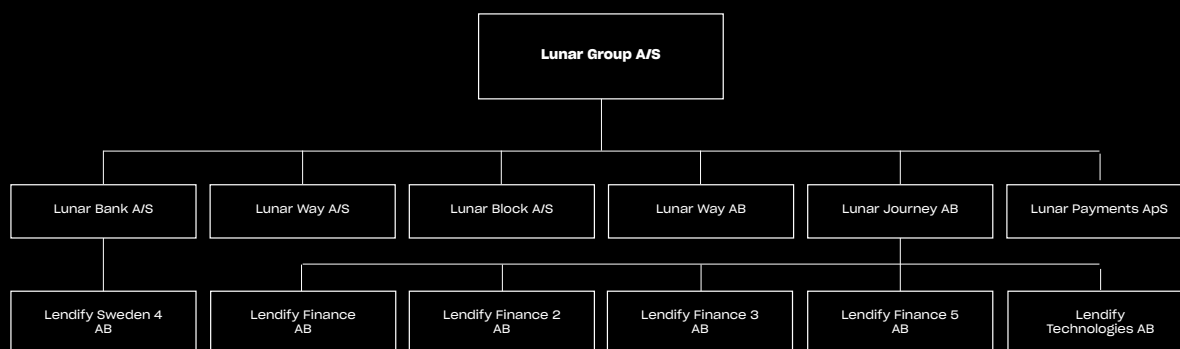 Lunar Group A/S
Lunar Bank A/S
Lunar Way A/S
Lunar Block A/S
Lunar Way AB
Lunar Journey AB
Lunar Payments ApS
Lendify Sweden 4
AB
Lendify Finance
AB
Lendify Finance 2
AB
Lendify Finance 3
AB
Lendify Finance 5
AB
Lendify
Technologies AB